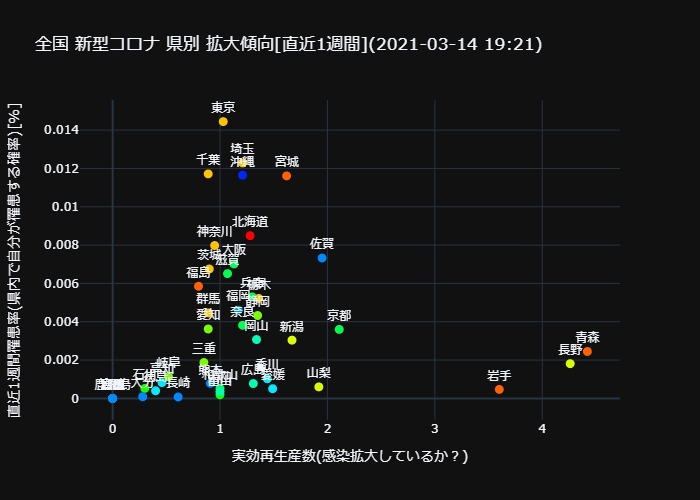 全国 新型コロナ 県別 拡大傾向[直近1週間](2021-03-14 19:21)
直近1週間罹患率(県内で自分が罹患する確率)[%]
0.014
0.012
0.01
0.008
0.006
0.004
0.002
0
東京
埼玉
千葉
沖縄
宮城
北海道
神奈川
佐賀
大阪
茨城
滋賀
福島
兵庫
群馬
福岡
静岡
愛知
奈良
京都
岡山
新潟
青森
三重
長野
岐阜
香川
広島
愛媛
山梨
岩手
大分
長崎
熊本
0
1
2
3
4
実効再生産数(感染拡大しているか？)